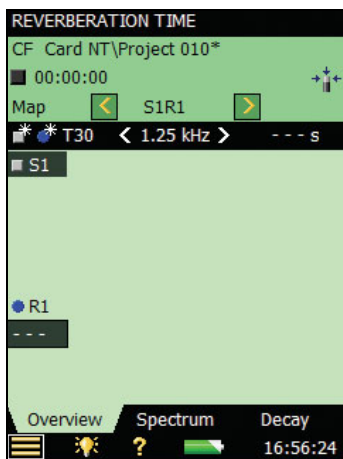 REVERBERATION TIME
CF Card NT\Project 010*
00:00:00
Map < S1R1 >
T30 < 1.25 kHz > - - - s
S1
R1
- - -
Overview Spectrum Decay
? 16:56:24